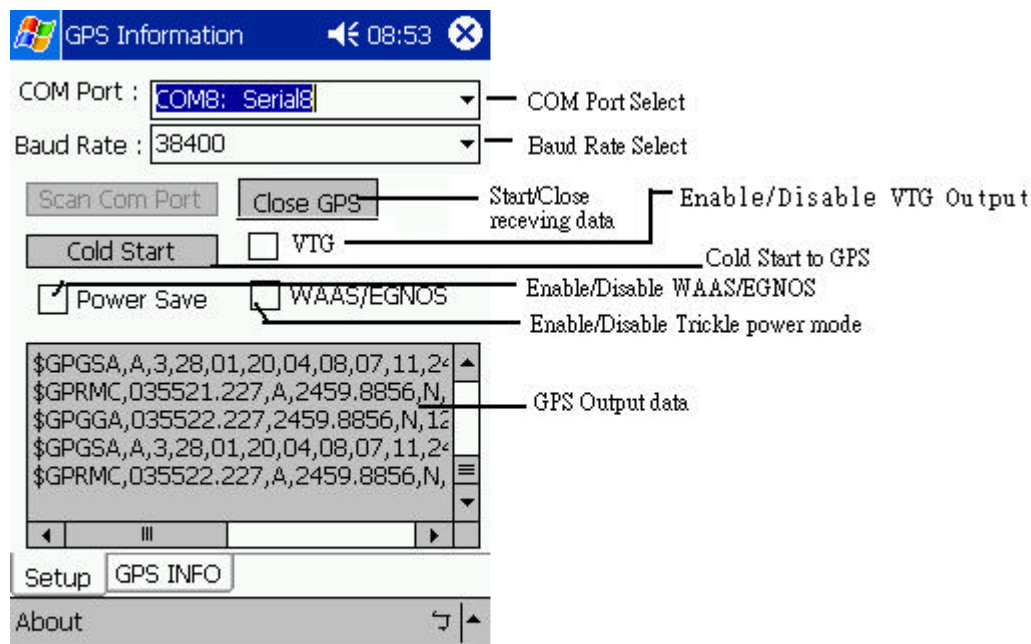 GPS Information 08:53
COM Port : COM8: Serial8 COM Port Select
Baud Rate : 38400 Baud Rate Select
Scan Com Port Close GPS Start/Close
receving data
Enable/Disable VTG Output
Cold Start VTG
Cold Start to GPS
Power Save WAAS/EGNOS Enable/Disable WAAS/EGNOS
Enable/Disable Trickle power mode
$GPGSA,A,3,28,01,20,04,08,07,11,24
$GPRMC,035521.227,A,2459.8856,N,
GPS Output data
$GPGGA,035522.227,2459.8856,N,12
$GPGSA,A,3,28,01,20,04,08,07,11,24
$GPRMC,035522.227,A,2459.8856,N,
Setup GPS INFO
About